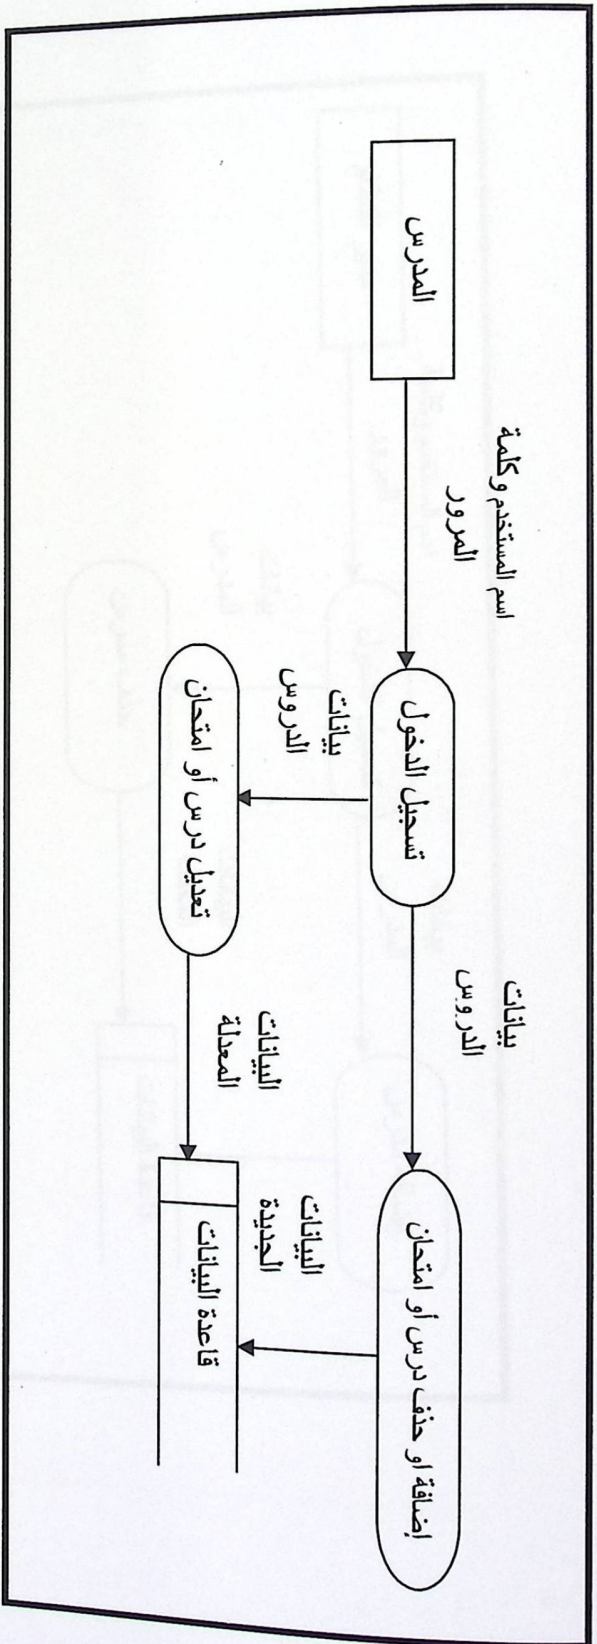 المدرس
اسم المستخدم وكلمة
المرور
تسجيل الدخول
بيانات
الدروس
إضافة او حذف درس أو امتحان
بيانات
الدروس
تعديل درس أو امتحان
البيانات
المعدلة
البيانات
الجديدة
قاعدة البيانات